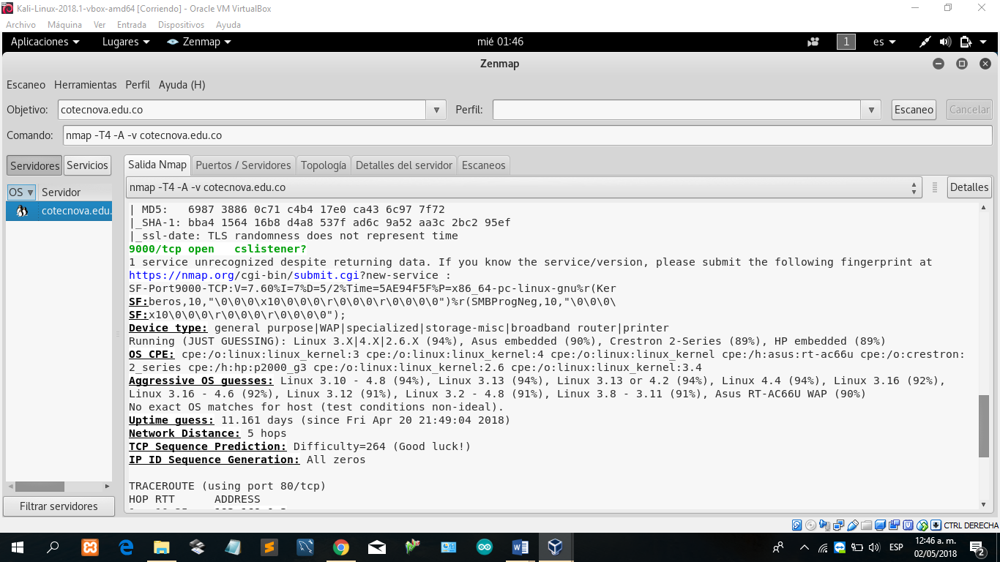 Kali-Linux-2018.1-vbox-amd64 [Corriendo] - Oracle VM VirtualBox
Archivo Máquina Ver Entrada Dispositivos Ayuda
Aplicaciones Lugares Zenmap mié 01:46 1 es
Zenmap
Escaneo Herramientas Perfil Ayuda (H)
Objetivo: cotecnova.edu.co Perfil: Escaneo Cancelar
Comando: nmap -T4 -A -v cotecnova.edu.co
Servidores Servicios Salida Nmap Puertos / Servidores Topología Detalles del servidor Escaneos
OS Servidor
nmap -T4 -A -v cotecnova.edu.co Detalles
cotecnova.edu.
| MD5:   6987 3886 0c71 c4b4 17e0 ca43 6c97 7f72
|_SHA-1: bba4 1564 16b8 d4a8 537f ad6c 9a52 aa3c 2bc2 95ef
|_ssl-date: TLS randomness does not represent time
9000/tcp open   cslistener?
1 service unrecognized despite returning data. If you know the service/version, please submit the following fingerprint at
https://nmap.org/cgi-bin/submit.cgi?new-service :
SF-Port9000-TCP:V=7.60%I=7%D=5/2%Time=5AE94F5F%P=x86_64-pc-linux-gnu%r(Ker
SF:beros,10,"\0\0\0\x10\0\0\0\r\0\0\0\r\0\0\0\0")%r(SMBProgNeg,10,"\0\0\0\
SF:x10\0\0\0\r\0\0\0\r\0\0\0\0");
Device type: general purpose|WAP|specialized|storage-misc|broadband router|printer
Running (JUST GUESSING): Linux 3.X|4.X|2.6.X (94%), Asus embedded (90%), Crestron 2-Series (89%), HP embedded (89%)
OS CPE: cpe:/o:linux:linux_kernel:3 cpe:/o:linux:linux_kernel:4 cpe:/o:linux:linux_kernel cpe:/h:asus:rt-ac66u cpe:/o:crestron:
2_series cpe:/h:hp:p2000_g3 cpe:/o:linux:linux_kernel:2.6 cpe:/o:linux:linux_kernel:3.4
Aggressive OS guesses: Linux 3.10 - 4.8 (94%), Linux 3.13 (94%), Linux 3.13 or 4.2 (94%), Linux 4.4 (94%), Linux 3.16 (92%),
Linux 3.16 - 4.6 (92%), Linux 3.12 (91%), Linux 3.2 - 4.8 (91%), Linux 3.8 - 3.11 (91%), Asus RT-AC66U WAP (90%)
No exact OS matches for host (test conditions non-ideal).
Uptime guess: 11.161 days (since Fri Apr 20 21:49:04 2018)
Network Distance: 5 hops
TCP Sequence Prediction: Difficulty=264 (Good luck!)
IP ID Sequence Generation: All zeros
TRACEROUTE (using port 80/tcp)
HOP RTT      ADDRESS
Filtrar servidores
CTRL DERECHA
ESP 12:46 a. m.
02/05/2018 2